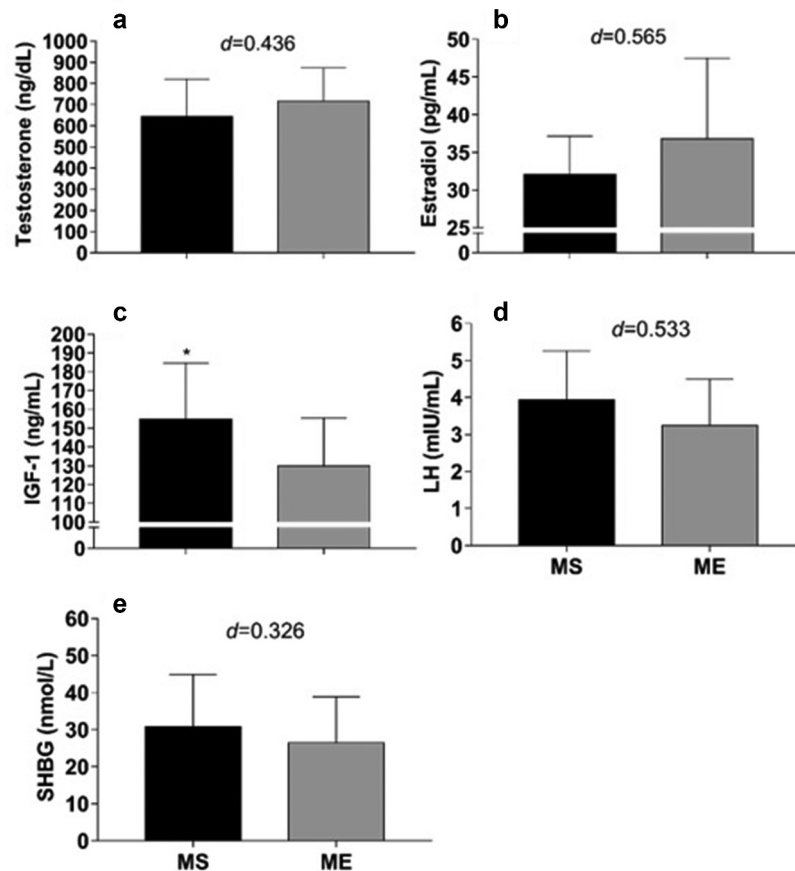 a
d=0.436
Testosterone (ng/dL)
1000
900
800
700
600
500
400
300
200
100
0
b
d=0.565
Estradiol (pg/mL)
50
45
40
35
30
25
0
c
*
IGF-1 (ng/mL)
200
190
180
170
160
150
140
130
120
110
100
0
d
d=0.533
LH (mIU/mL)
6
5
4
3
2
1
0
MS ME
e
d=0.326
SHBG (nmol/L)
60
50
40
30
20
10
0
MS ME